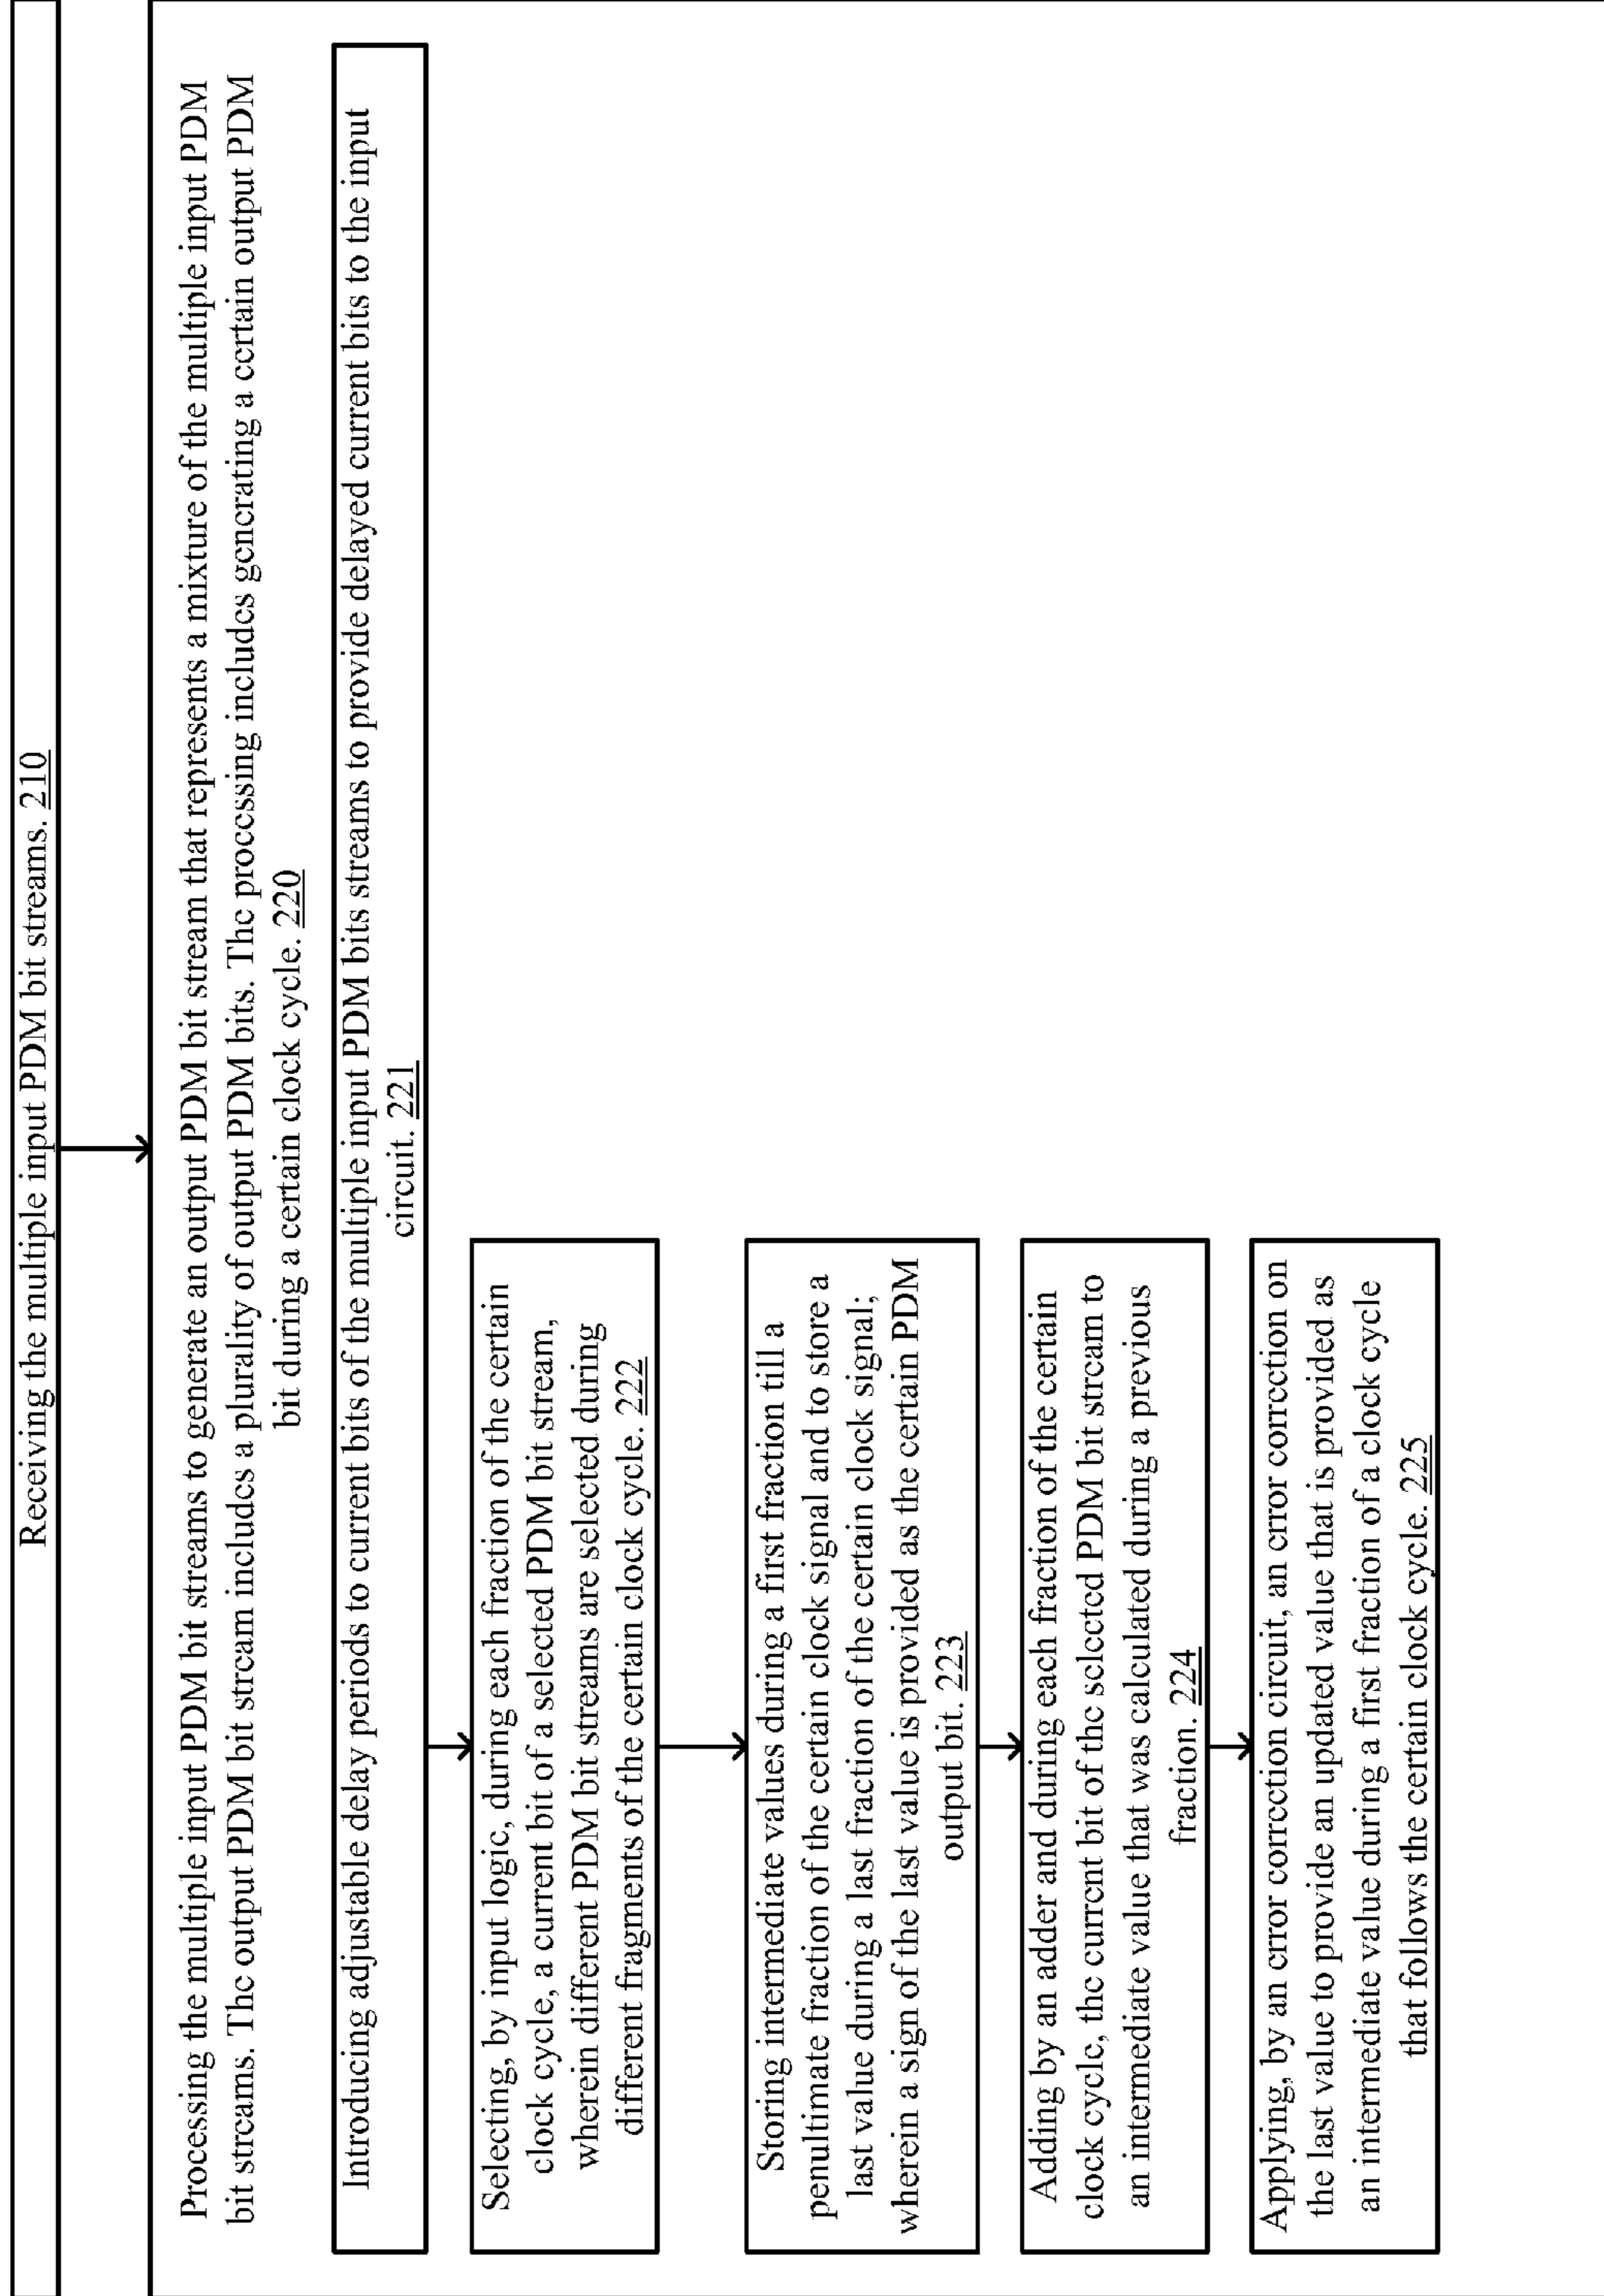 Receiving the multiple input PDM bit streams. 210
Processing the multiple input PDM bit streams to generate an output PDM bit stream that represents a mixture of the multiple input PDM
bit streams. The output PDM bit stream includes a plurality of output PDM bits. The processing includes generating a certain output PDM
bit during a certain clock cycle. 220
Introducing adjustable delay periods to current bits of the multiple input PDM bits streams to provide delayed current bits to the input
circuit. 221
Selecting, by input logic, during each fraction of the certain
clock cycle, a current bit of a selected PDM bit stream,
wherein different PDM bit streams are selected during
different fragments of the certain clock cycle. 222
Storing intermediate values during a first fraction till a
penultimate fraction of the certain clock signal and to store a
last value during a last fraction of the certain clock signal;
wherein a sign of the last value is provided as the certain PDM
output bit. 223
Adding by an adder and during each fraction of the certain
clock cycle, the current bit of the selected PDM bit stream to
an intermediate value that was calculated during a previous
fraction. 224
Applying, by an error correction circuit, an error correction on
the last value to provide an updated value that is provided as
an intermediate value during a first fraction of a clock cycle
that follows the certain clock cycle. 225